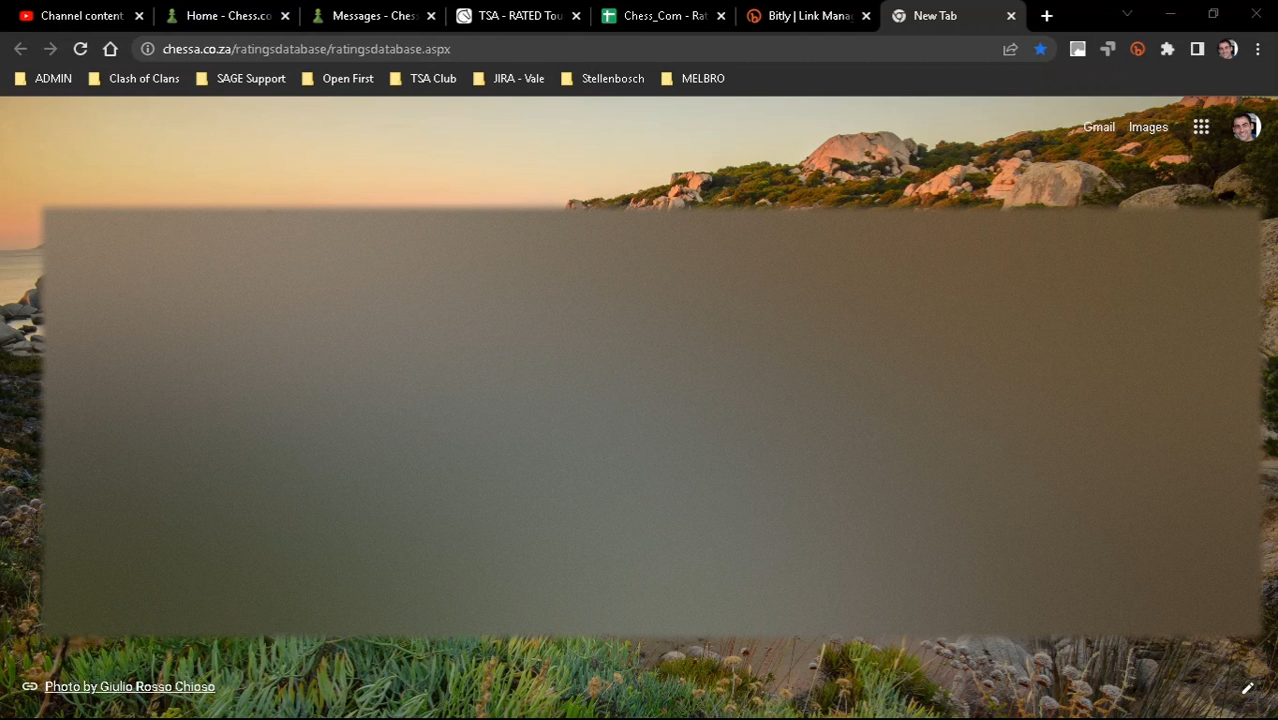 Channel content
Home - Chess.co
Messages - Ches
TSA - RATED Tou
Chess_Com - Rat
Bitly | Link Mana
New Tab
chessa.co.za/ratingsdatabase/ratingsdatabase.aspx
ADMIN
Clash of Clans
SAGE Support
Open First
TSA Club
JIRA - Vale
Stellenbosch
MELBRO
Gmail
Images
Photo by Giulio Rosso Chioso